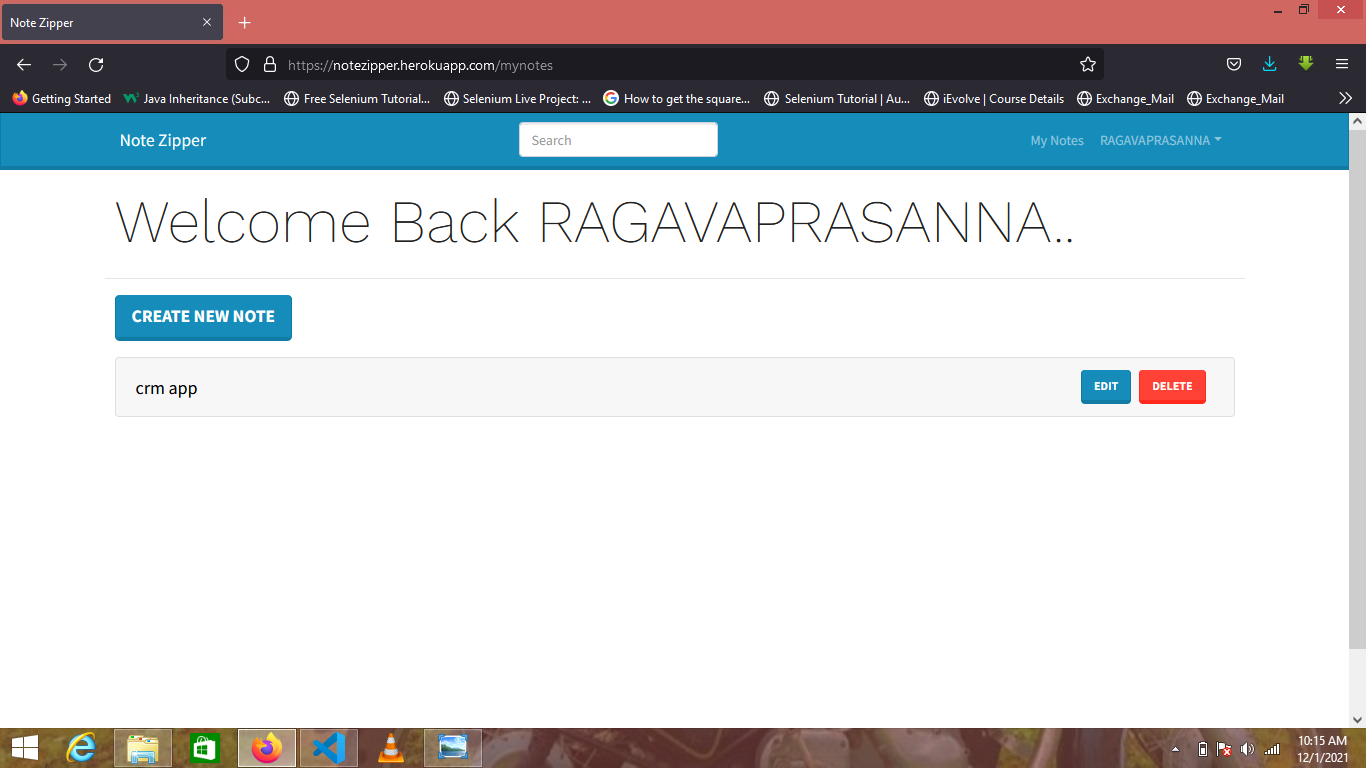 Note Zipper
https://notezipper.herokuapp.com/mynotes
Getting Started Java Inheritance (Subc... Free Selenium Tutorial... Selenium Live Project: ... How to get the square... Selenium Tutorial | Au... iEvolve | Course Details Exchange_Mail Exchange_Mail
Note Zipper Search My Notes RAGAVAPRASANNA
Welcome Back RAGAVAPRASANNA..
CREATE NEW NOTE
crm app EDIT DELETE
10:15 AM
12/1/2021